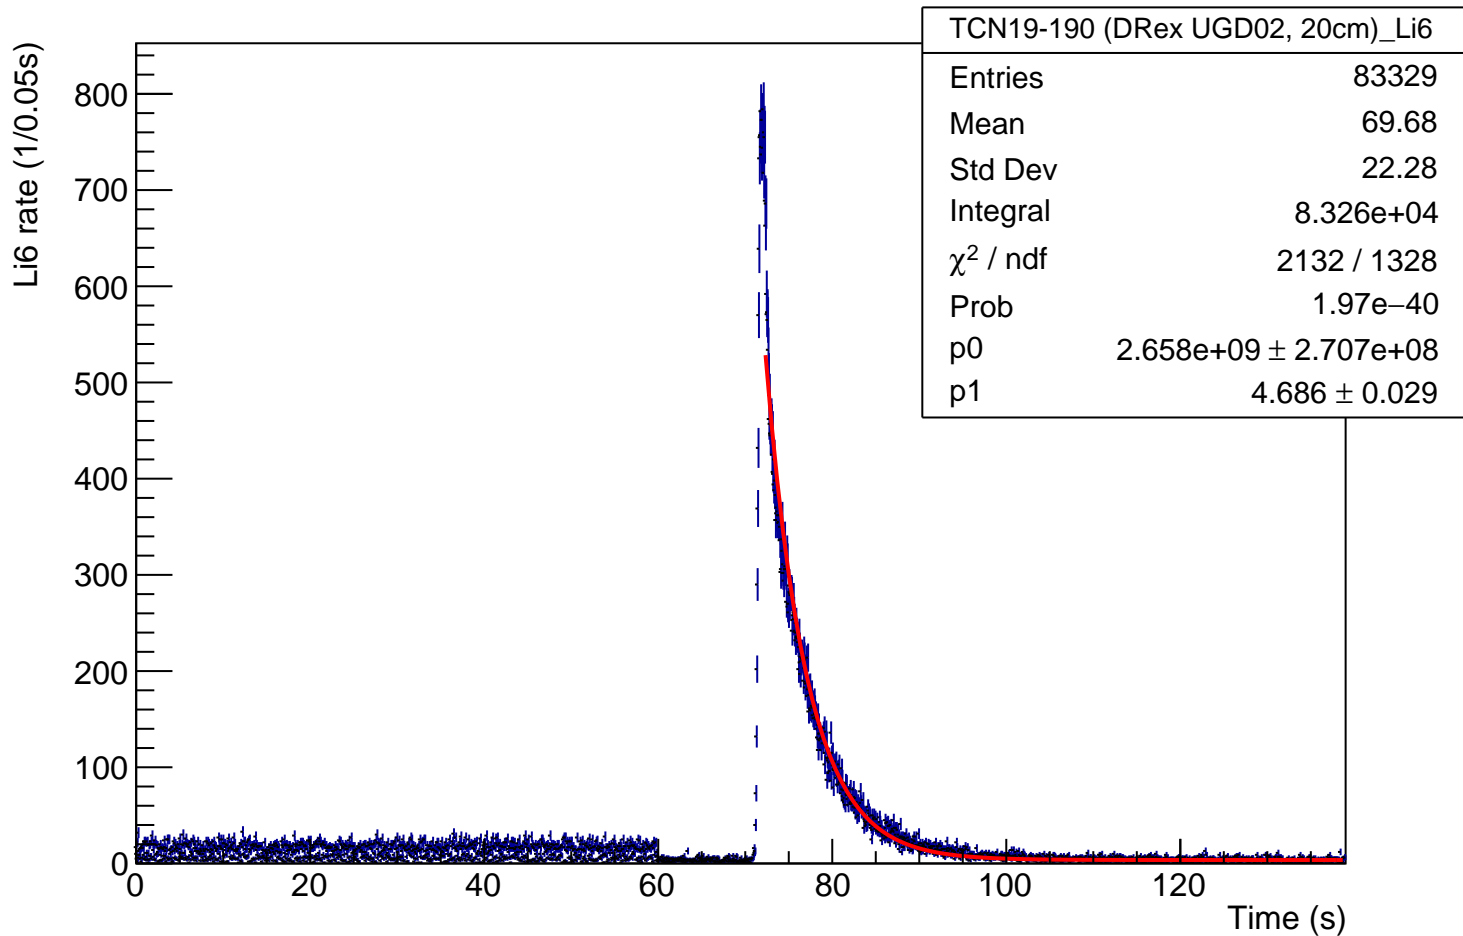 TCN19-190 (DRex UGD02, 20cm)_Li6
Entries 83329
Mean 69.68
Std Dev 22.28
Integral 8.326e+04
χ² / ndf 2132 / 1328
Prob 1.97e−40
p0 2.658e+09 ± 2.707e+08
p1 4.686 ± 0.029
Li6 rate (1/0.05s)
800
700
600
500
400
300
200
100
0
0 20 40 60 80 100 120
Time (s)